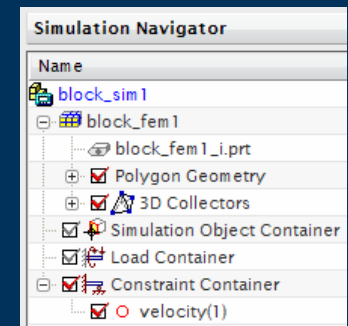 Simulation Navigator
Name
block_sim1
block_fem1
block_fem1_i.prt
Polygon Geometry
3D Collectors
Simulation Object Container
Load Container
Constraint Container
velocity(1)